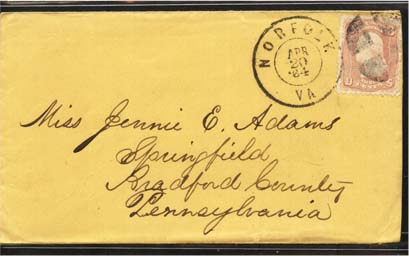 NORFOLK
APR
20
'64
VA
Miss Jennie E. Adams
Springfield
Bradford County
Pennsylvania